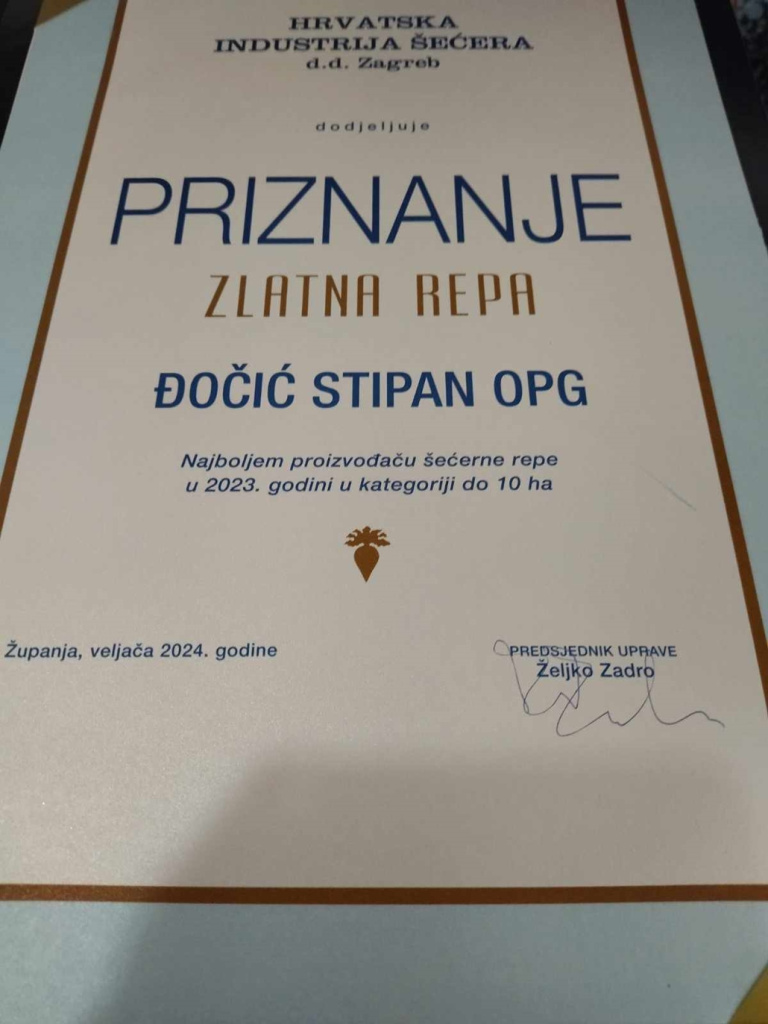 HRVATSKA
INDUSTRIJA ŠEĆERA
d.d. Zagreb
dodjeljuje
PRIZNANJE
ZLATNA REPA
ĐOČIĆ STIPAN OPG
Najboljem proizvođaču šećerne repe
u 2023. godini u kategoriji do 10 ha
Županja, veljača 2024. godine
PREDSJEDNIK UPRAVE
Željko Zadro